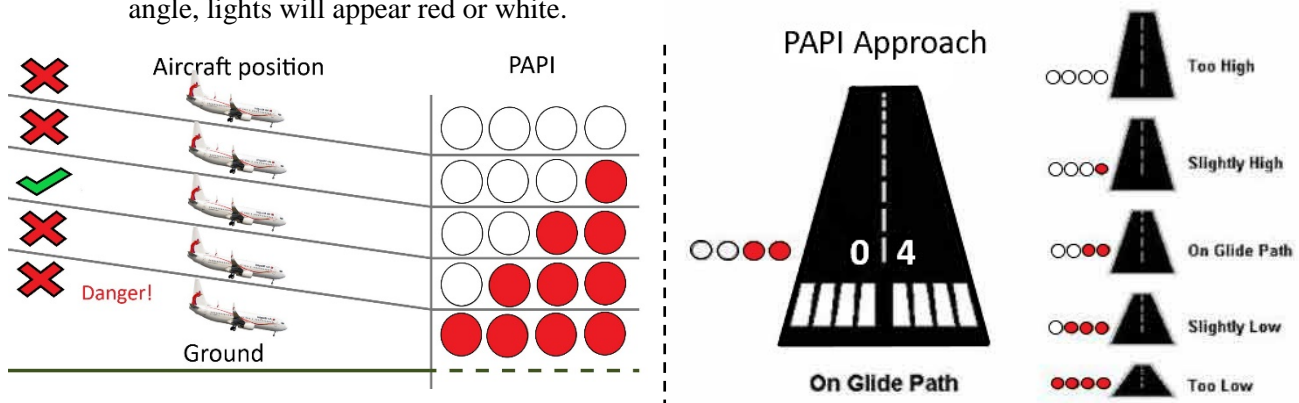 angle, lights will appear red or white.
Aircraft position
PAPI
Danger!
Ground
PAPI Approach
0 4
On Glide Path
Too High
Slightly High
On Glide Path
Slightly Low
Too Low